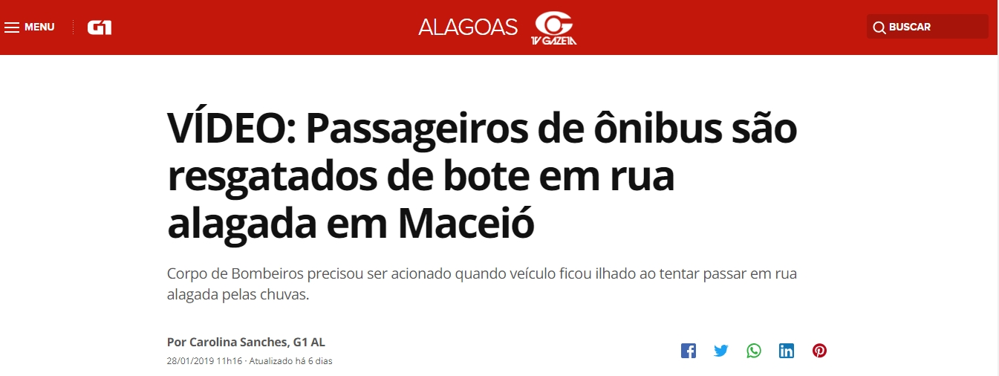 MENU
G1
ALAGOAS
TV GAZETA
BUSCAR
VÍDEO: Passageiros de ônibus são
resgatados de bote em rua
alagada em Maceió
Corpo de Bombeiros precisou ser acionado quando veículo ficou ilhado ao tentar passar em rua
alagada pelas chuvas.
Por Carolina Sanches, G1 AL
28/01/2019 11h16 · Atualizado há 6 dias